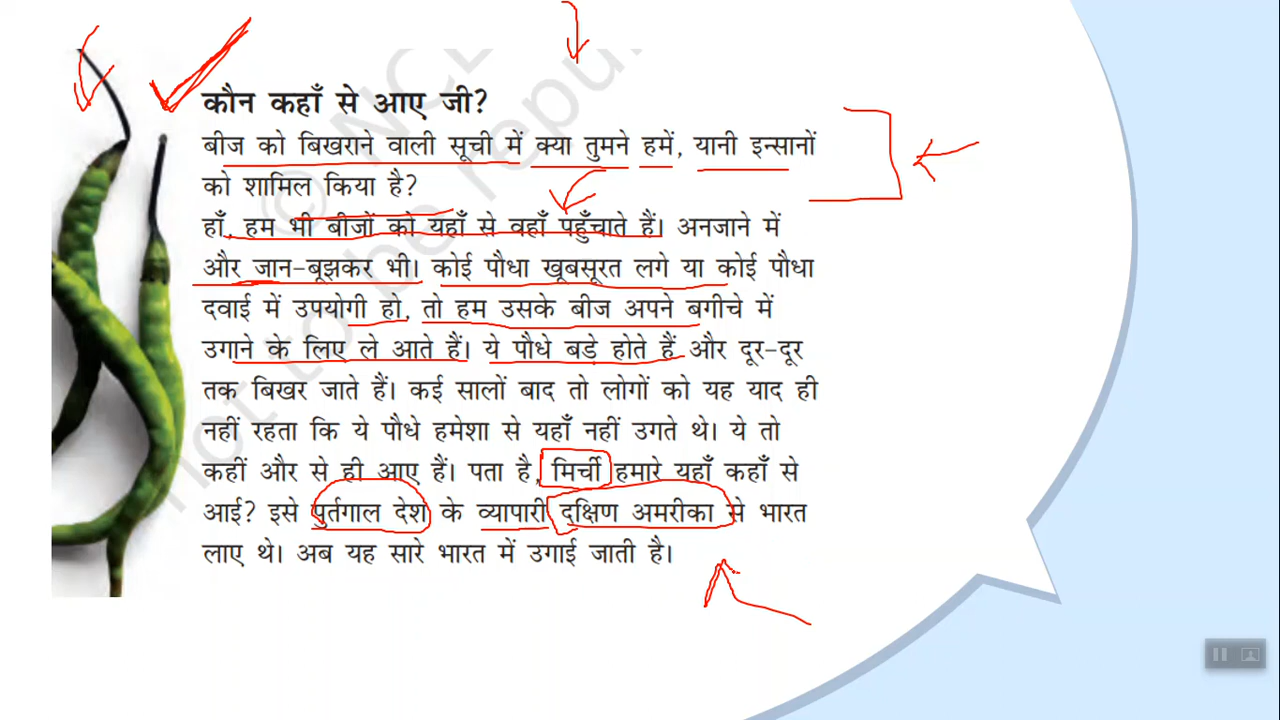 कौन कहाँ से आए जी?
बीज को बिखराने वाली सूची में क्या तुमने हमें, यानी इन्सानों
को शामिल किया है?
हाँ, हम भी बीजों को यहाँ से वहाँ पहुँचाते हैं। अनजाने में
और जान-बूझकर भी। कोई पौधा खूबसूरत लगे या कोई पौधा
दवाई में उपयोगी हो, तो हम उसके बीज अपने बगीचे में
उगाने के लिए ले आते हैं। ये पौधे बड़े होते हैं और दूर-दूर
तक बिखर जाते हैं। कई सालों बाद तो लोगों को यह याद ही
नहीं रहता कि ये पौधे हमेशा से यहाँ नहीं उगते थे। ये तो
कहीं और से ही आए हैं। पता है, मिर्ची हमारे यहाँ कहाँ से
आई? इसे पुर्तगाल देश के व्यापारी दक्षिण अमरीका से भारत
लाए थे। अब यह सारे भारत में उगाई जाती है।